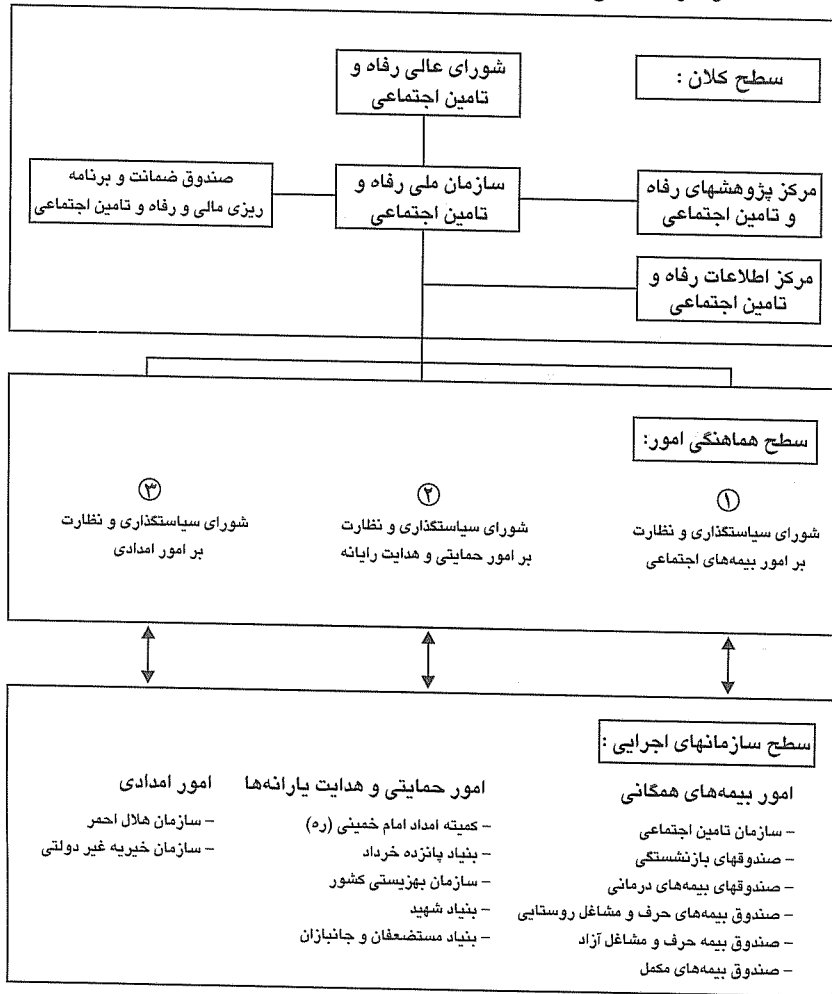 سطح کلان :
شورای عالی رفاه و
تامین اجتماعی
مرکز پژوهشهای رفاه
و تامین اجتماعی
سازمان ملی رفاه و
تامین اجتماعی
صندوق ضمانت و برنامه
ریزی مالی و رفاه و تامین اجتماعی
مرکز اطلاعات رفاه و
تامین اجتماعی
سطح هماهنگی امور:
۱
شورای سیاستگذاری و نظارت
بر امور بیمه‌های اجتماعی
۲
شورای سیاستگذاری و نظارت
بر امور حمایتی و هدایت رایانه
۳
شورای سیاستگذاری و نظارت
بر امور امدادی
سطح سازمانهای اجرایی :
امور بیمه‌های همگانی
– سازمان تامین اجتماعی
– صندوقهای بازنشستگی
– صندوقهای بیمه‌های درمانی
– صندوق بیمه‌های حرف و مشاغل روستایی
– صندوق بیمه حرف و مشاغل آزاد
– صندوق بیمه‌های مکمل
امور حمایتی و هدایت یارانه‌ها
– کمیته امداد امام خمینی (ره)
– بنیاد پانزده خرداد
– سازمان بهزیستی کشور
– بنیاد شهید
– بنیاد مستضعفان و جانبازان
امور امدادی
– سازمان هلال احمر
– سازمان خیریه غیر دولتی